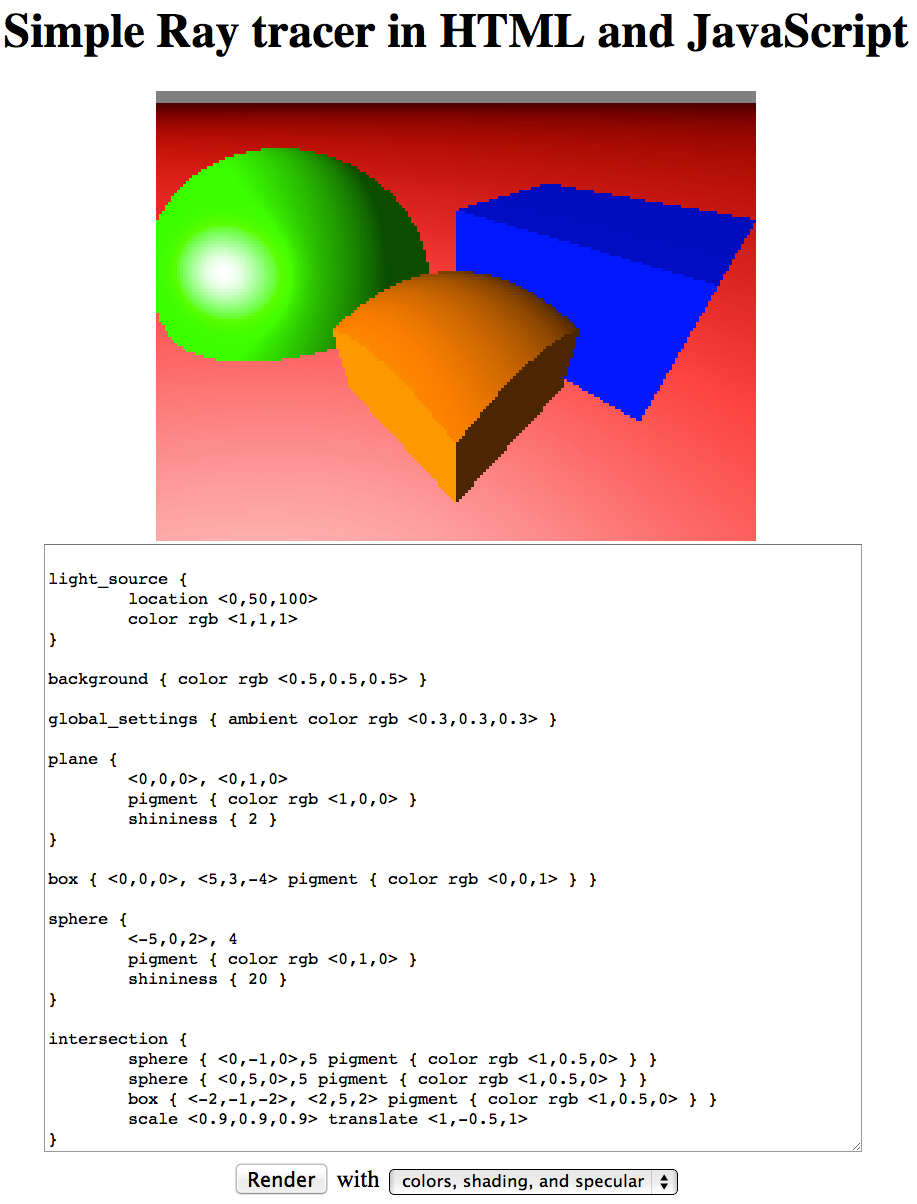 Simple Ray tracer in HTML and JavaScript
light_source {
location <0,50,100>
color rgb <1,1,1>
}
background { color rgb <0.5,0.5,0.5> }
global_settings { ambient color rgb <0.3,0.3,0.3> }
plane {
<0,0,0>, <0,1,0>
pigment { color rgb <1,0,0> }
shininess { 2 }
}
box { <0,0,0>, <5,3,-4> pigment { color rgb <0,0,1> } }
sphere {
<-5,0,2>, 4
pigment { color rgb <0,1,0> }
shininess { 20 }
}
intersection {
sphere { <0,-1,0>,5 pigment { color rgb <1,0.5,0> } }
sphere { <0,5,0>,5 pigment { color rgb <1,0.5,0> } }
box { <-2,-1,-2>, <2,5,2> pigment { color rgb <1,0.5,0> } }
scale <0.9,0.9,0.9> translate <1,-0.5,1>
}
Render with colors, shading, and specular